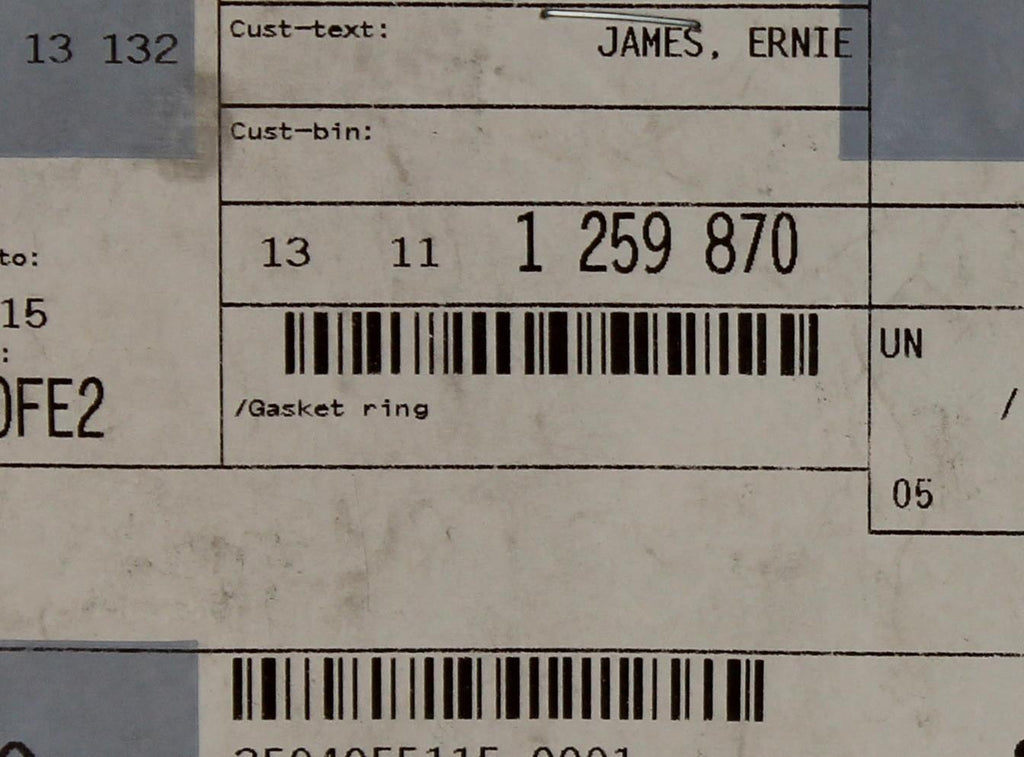 13 132
Cust-text:
JAMES, ERNIE
Cust-bin:
13 11 1 259 870
to:
15
:
0FE2
/Gasket ring
UN
/
05